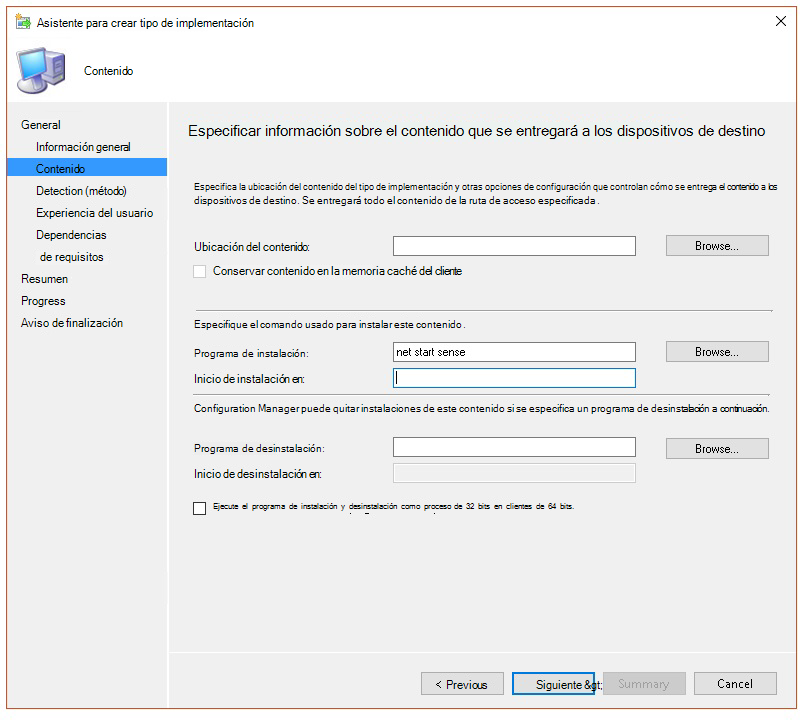 Asistente para crear tipo de implementación
Contenido
General
Información general
Contenido
Detection (método)
Experiencia del usuario
Dependencias
de requisitos
Resumen
Progress
Aviso de finalización
Especificar información sobre el contenido que se entregará a los dispositivos de destino
Especifica la ubicación del contenido del tipo de implementación y otras opciones de configuración que controlan cómo se entrega el contenido a los
dispositivos de destino. Se entregará todo el contenido de la ruta de acceso especificada.
Ubicación del contenido:
Browse...
Conservar contenido en la memoria caché del cliente
Especifique el comando usado para instalar este contenido.
Programa de instalación:
net start sense
Browse...
Inicio de instalación en:
Configuration Manager puede quitar instalaciones de este contenido si se especifica un programa de desinstalación a continuación.
Programa de desinstalación:
Browse...
Inicio de desinstalación en:
Ejecute el programa de instalación y desinstalación como proceso de 32 bits en clientes de 64 bits.
< Previous
Siguiente &gt;
Summary
Cancel